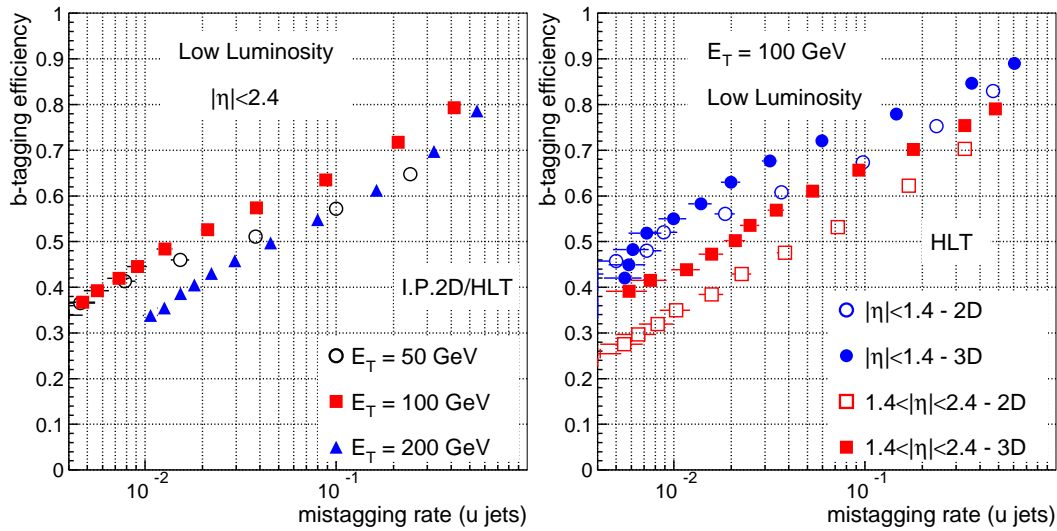 b-tagging efficiency
1
0.9
0.8
0.7
0.6
0.5
0.4
0.3
0.2
0.1
0
Low Luminosity
|η|<2.4
I.P.2D/HLT
E_T = 50 GeV
E_T = 100 GeV
E_T = 200 GeV
10^-2
10^-1
mistagging rate (u jets)
b-tagging efficiency
1
0.9
0.8
0.7
0.6
0.5
0.4
0.3
0.2
0.1
0
E_T = 100 GeV
Low Luminosity
HLT
|η|<1.4 - 2D
|η|<1.4 - 3D
1.4<|η|<2.4 - 2D
1.4<|η|<2.4 - 3D
10^-2
10^-1
1
mistagging rate (u jets)